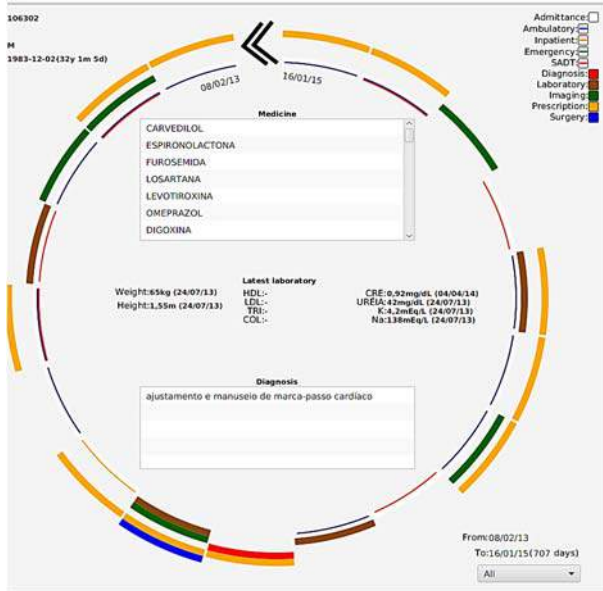 106302
M
1983-12-02(32y 1m 5d)
Admittance:
Ambulatory:
Inpatient:
Emergency:
SADT:
Diagnosis:
Laboratory:
Imaging:
Prescription:
Surgery:
08/02/13
16/01/15
Medicine
CARVEDILOL
ESPIRONOLACTONA
FUROSEMIDA
LOSARTANA
LEVOTIROXINA
OMEPRAZOL
DIGOXINA
Latest laboratory
Weight:65kg (24/07/13)
Height:1,55m (24/07/13)
HDL:-
LDL:-
TRI:-
COL:-
CRE:0,92mg/dL (04/04/14)
URÉIA:42mg/dL (24/07/13)
K:4,2mEq/L (24/07/13)
Na:138mEq/L (24/07/13)
Diagnosis
ajustamento e manuseio de marca-passo cardíaco
From:08/02/13
To:16/01/15(707 days)
All